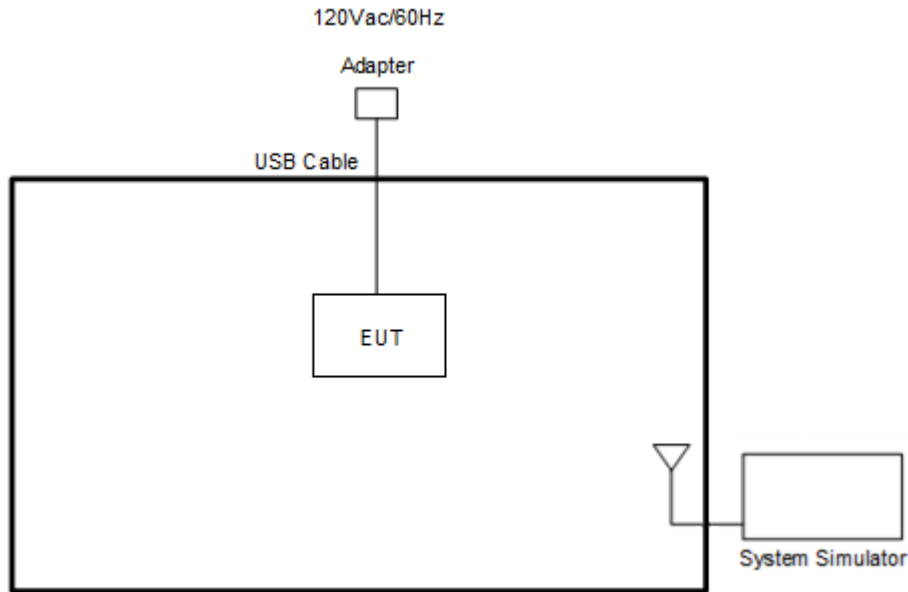 120Vac/60Hz
Adapter
USB Cable
EUT
System Simulator